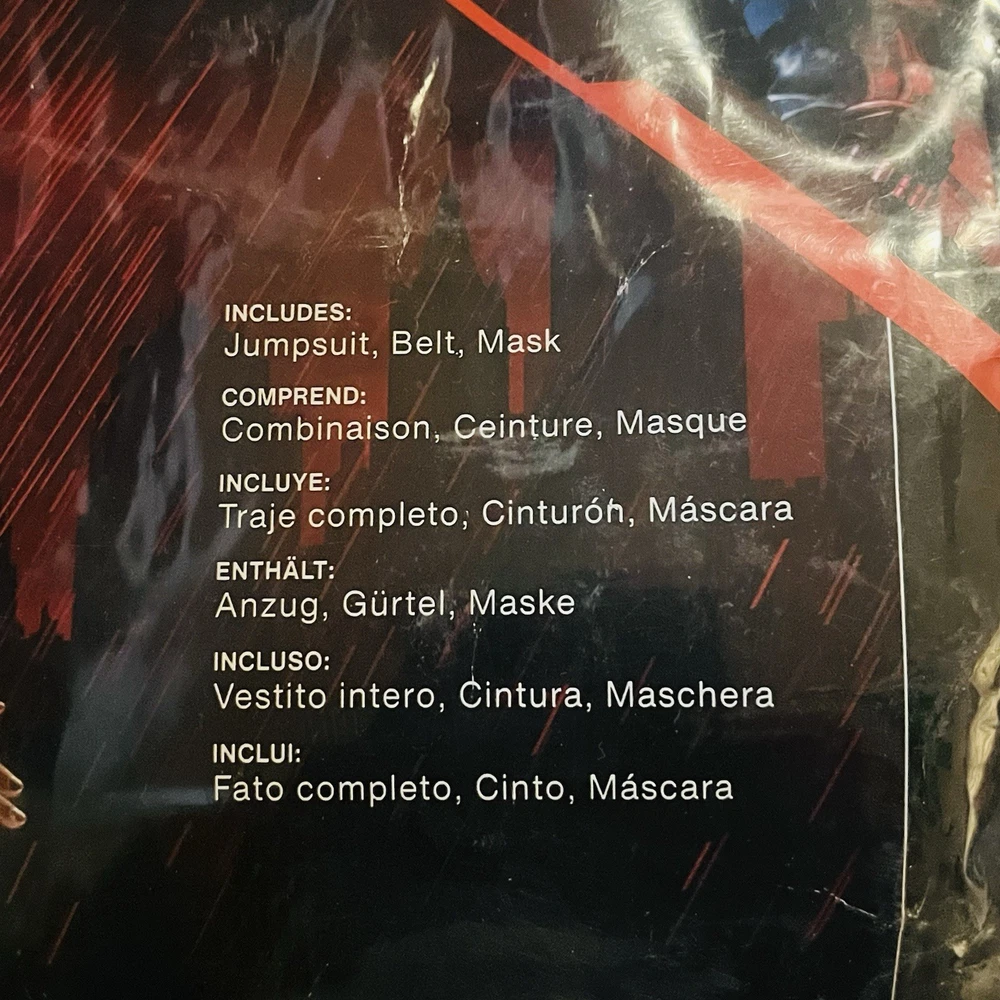 INCLUDES:
Jumpsuit, Belt, Mask
COMPREND:
Combinaison, Ceinture, Masque
INCLUYE:
Traje completo, Cinturón, Máscara
ENTHÄLT:
Anzug, Gürtel, Maske
INCLUSO:
Vestito intero, Cintura, Maschera
INCLUI:
Fato completo, Cinto, Máscara